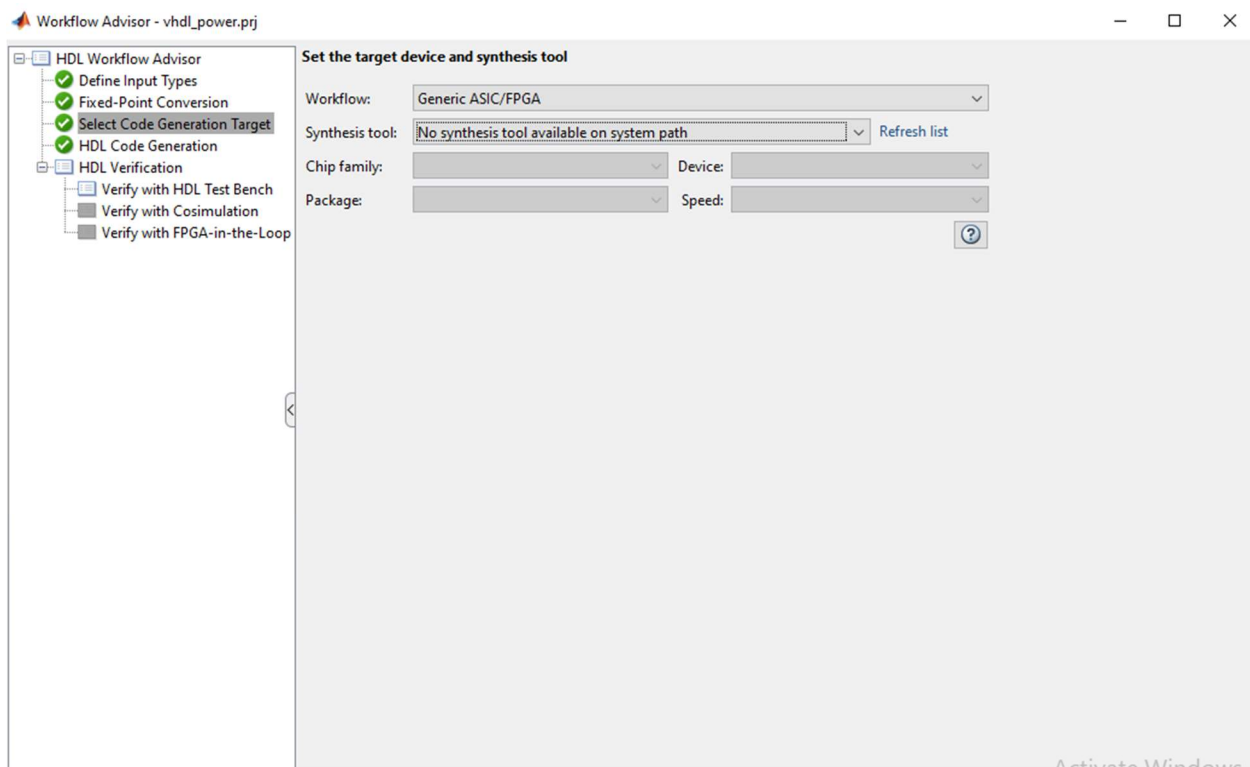 Workflow Advisor - vhdl_power.prj
HDL Workflow Advisor
Define Input Types
Fixed-Point Conversion
Select Code Generation Target
HDL Code Generation
HDL Verification
Verify with HDL Test Bench
Verify with Cosimulation
Verify with FPGA-in-the-Loop
Set the target device and synthesis tool
Workflow: Generic ASIC/FPGA
Synthesis tool: No synthesis tool available on system path Refresh list
Chip family: Device:
Package: Speed:
Activate Windows